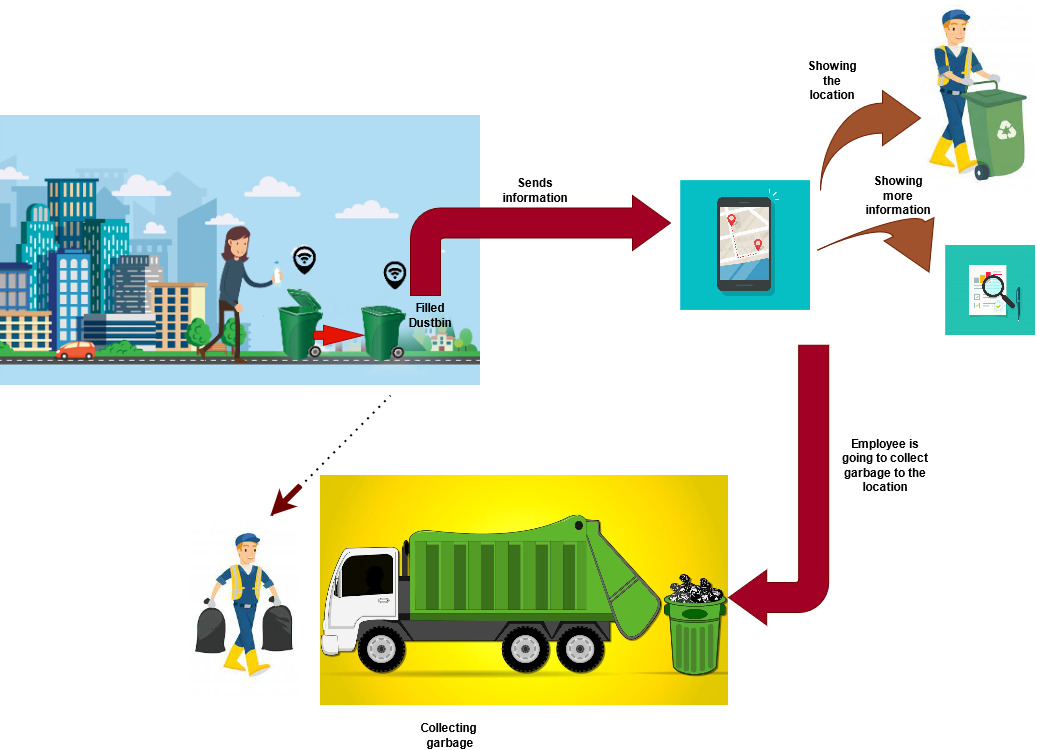 Showing
the
location
Showing
more
information
Sends
information
Filled
Dustbin
Employee is
going to collect
garbage to the
location
Collecting
garbage